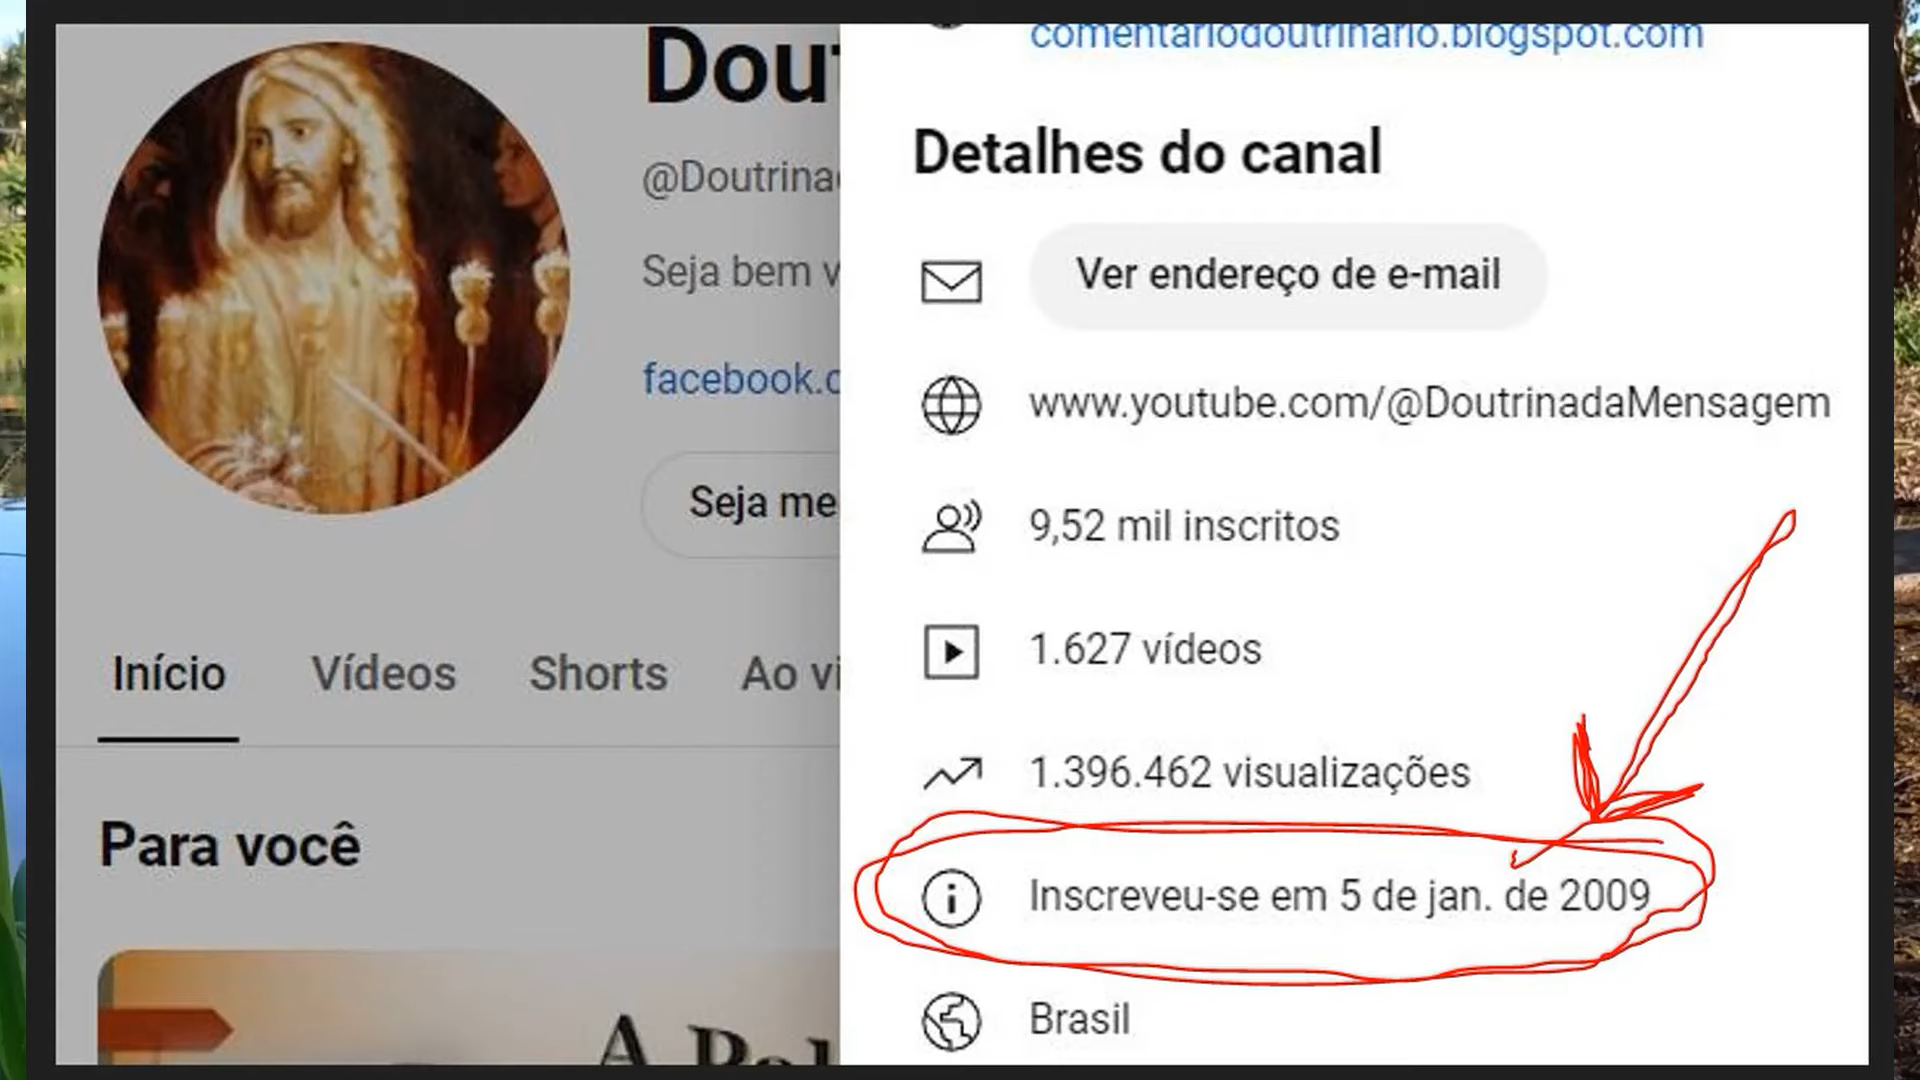 Dou
@Doutrina
Seja bem v
facebook.c
Seja me
Início
Vídeos
Shorts
Ao vi
Para você
A Pal
comentariodoutrinario.blogspot.com
Detalhes do canal
Ver endereço de e-mail
www.youtube.com/@DoutrinadaMensagem
9,52 mil inscritos
1.627 vídeos
1.396.462 visualizações
Inscreveu-se em 5 de jan. de 2009
Brasil